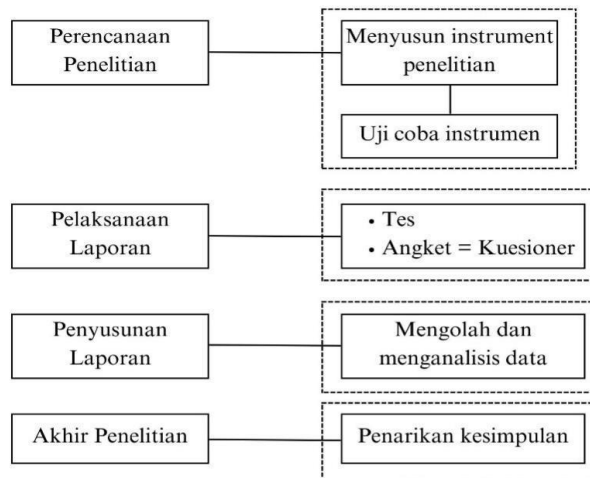 Perencanaan
Penelitian
Menyusun instrument
penelitian
Uji coba instrumen
Pelaksanaan
Laporan
• Tes
• Angket = Kuesioner
Penyusunan
Laporan
Mengolah dan
menganalisis data
Akhir Penelitian
Penarikan kesimpulan